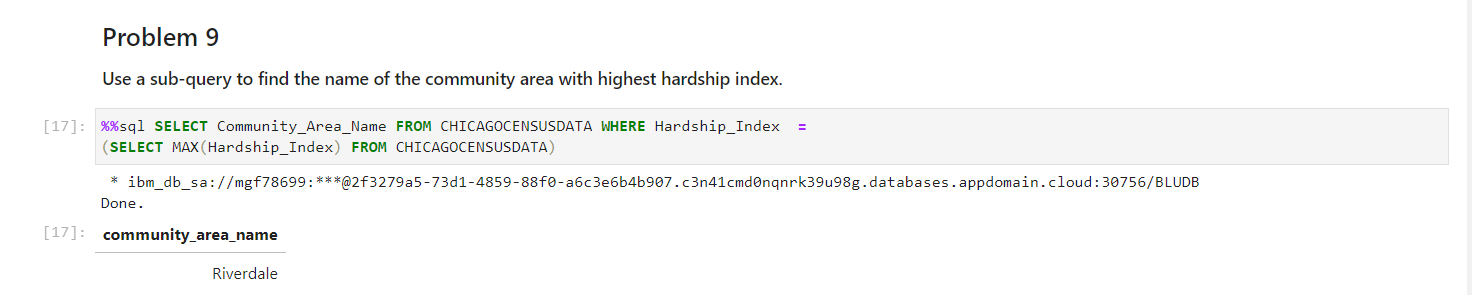 Problem 9
Use a sub-query to find the name of the community area with highest hardship index.
[17]: %%sql SELECT Community_Area_Name FROM CHICAGOCENSUSDATA WHERE Hardship_Index  =
(SELECT MAX(Hardship_Index) FROM CHICAGOCENSUSDATA)
* ibm_db_sa://mgf78699:***@2f3279a5-73d1-4859-88f0-a6c3e6b4b907.c3n41cmd0nqnrk39u98g.databases.appdomain.cloud:30756/BLUDB
Done.
[17]: community_area_name
Riverdale